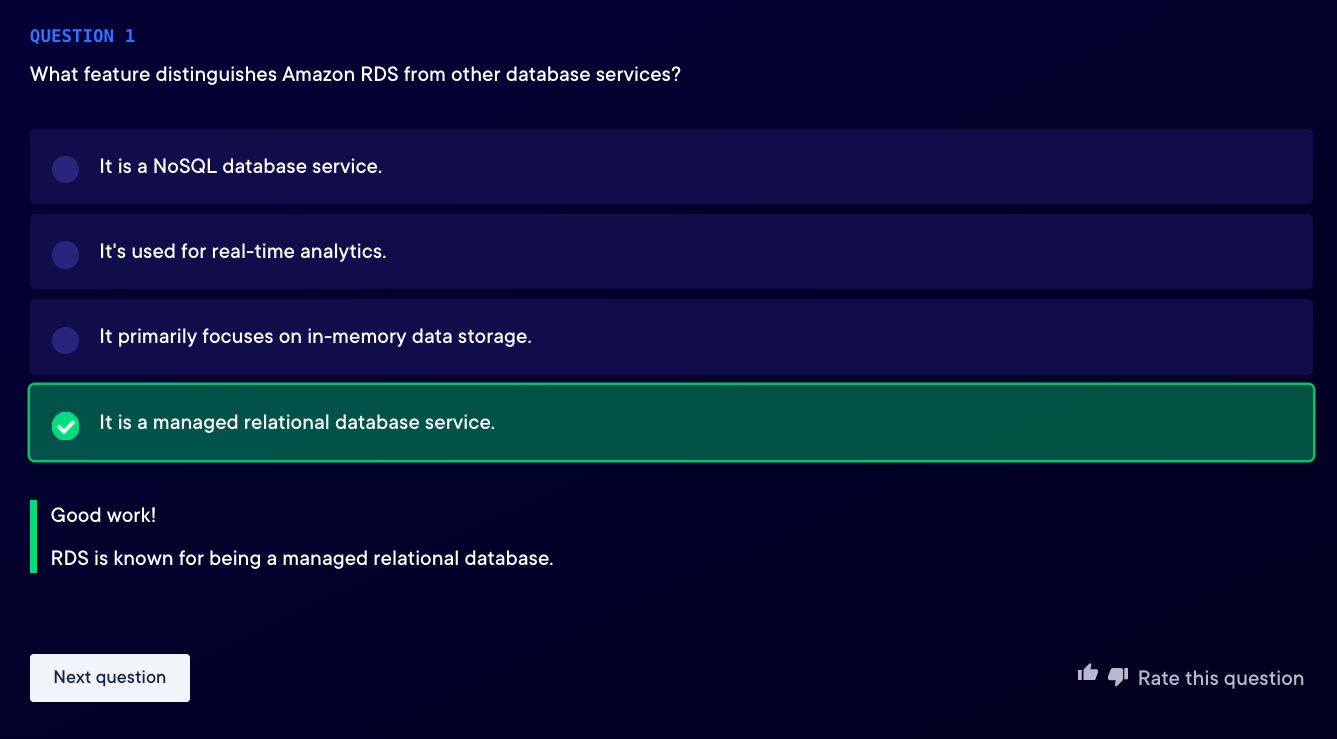 QUESTION 1
What feature distinguishes Amazon RDS from other database services?
It is a NoSQL database service.
It's used for real-time analytics.
It primarily focuses on in-memory data storage.
It is a managed relational database service.
Good work!
RDS is known for being a managed relational database.
Next question
Rate this question